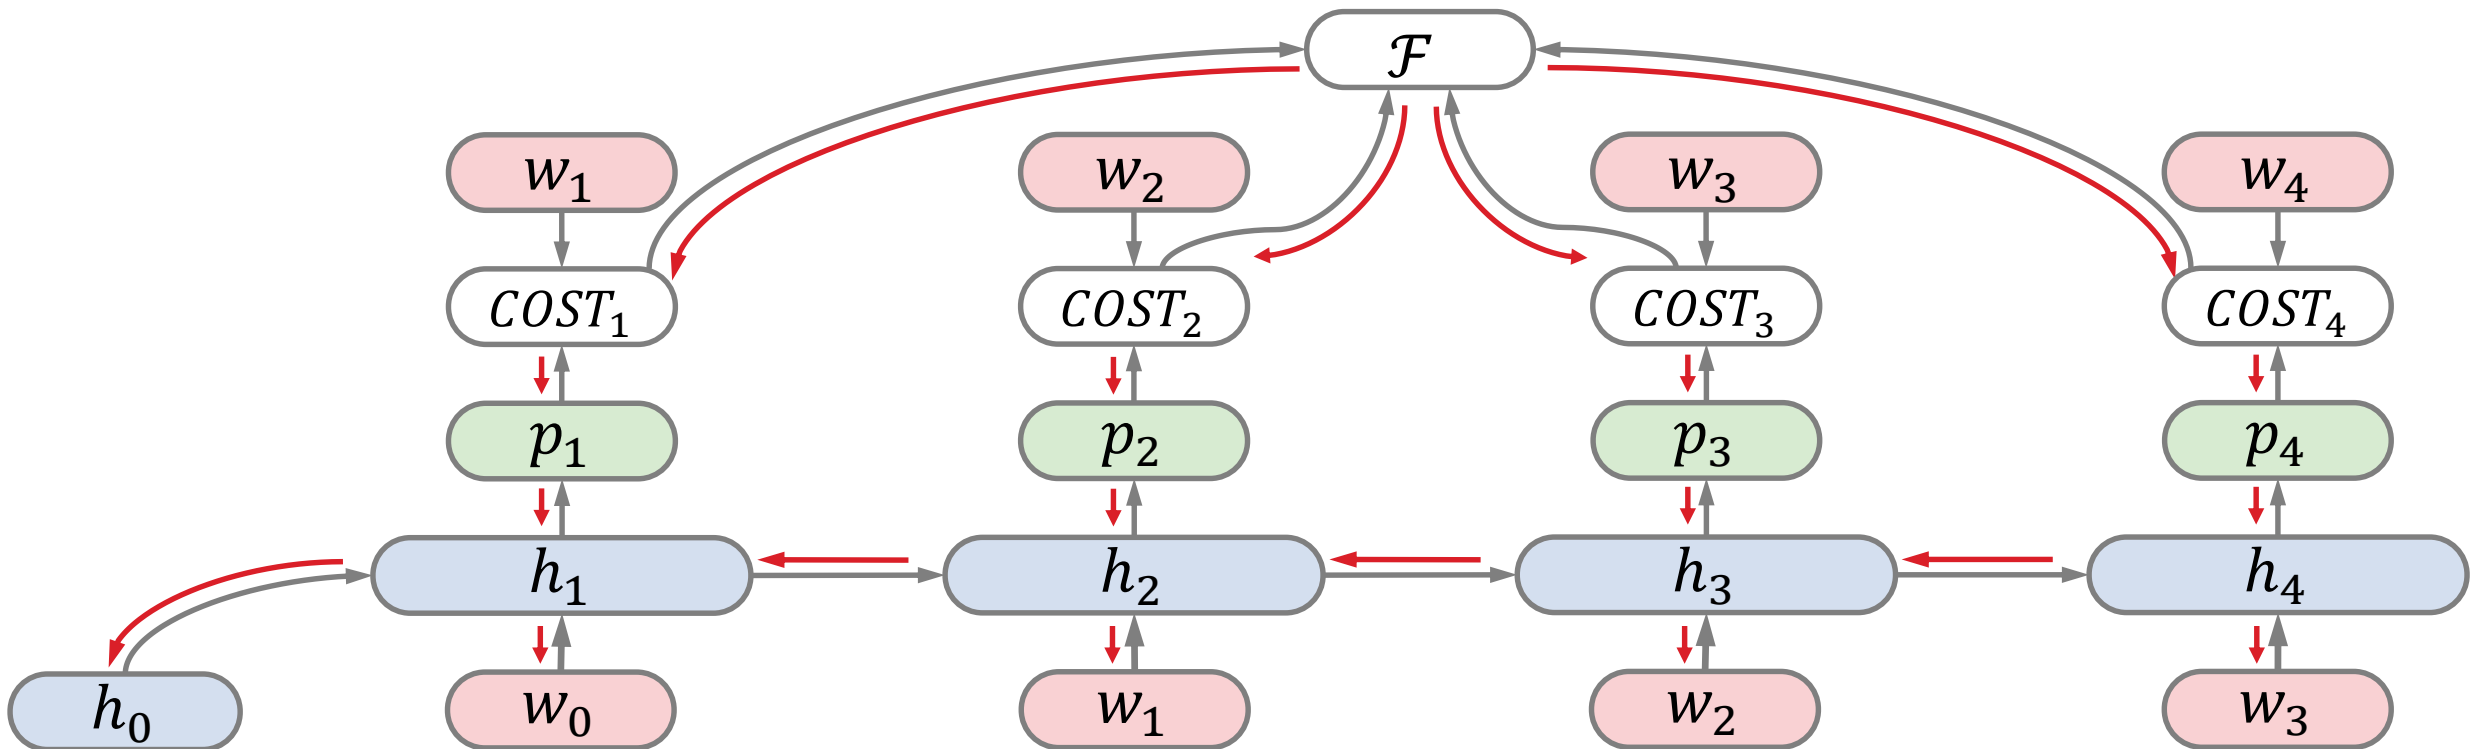 ℱ
w₁ w₂ w₃ w₄
COST₁ COST₂ COST₃ COST₄
p₁ p₂ p₃ p₄
h₁ h₂ h₃ h₄
h₀ w₀ w₁ w₂ w₃